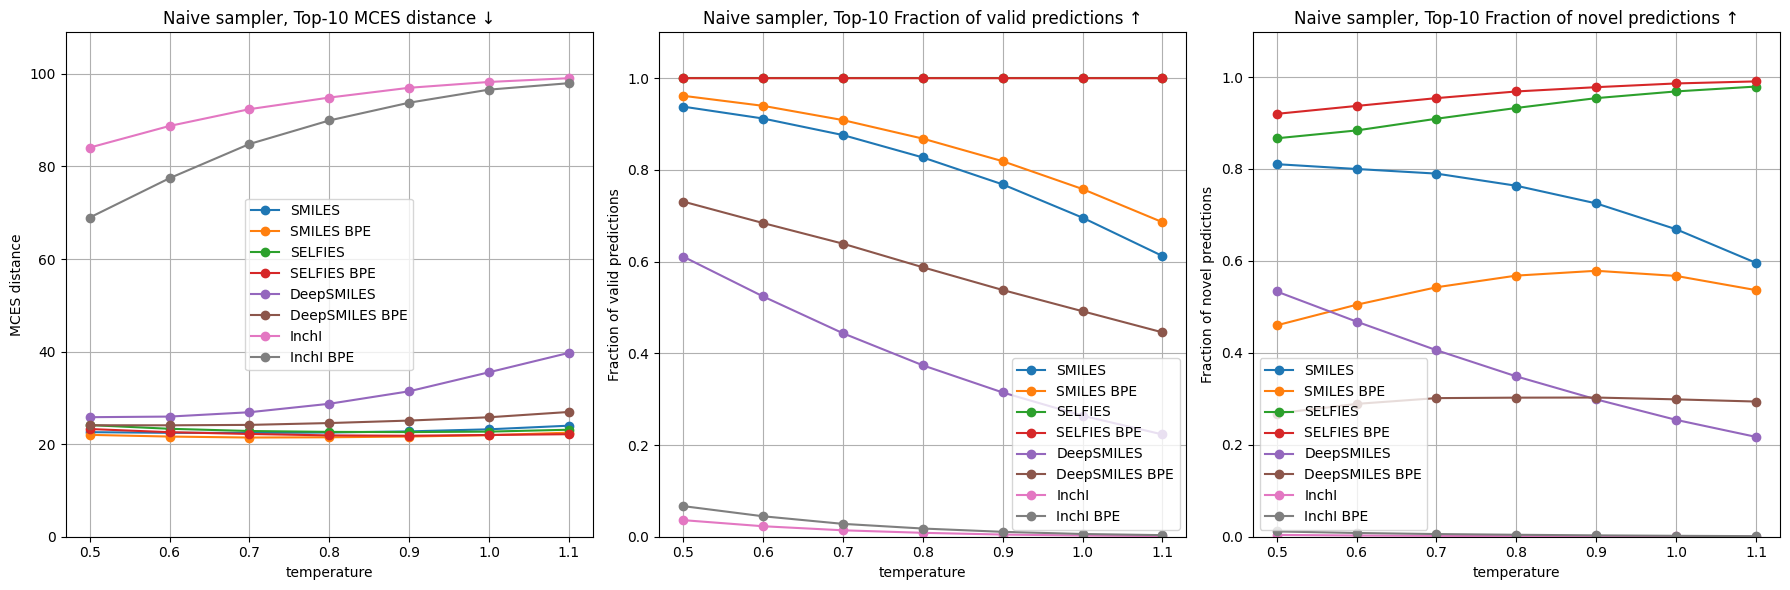 Naive sampler, Top-10 MCES distance ↓
MCES distance
100
80
60
40
20
0
SMILES
SMILES BPE
SELFIES
SELFIES BPE
DeepSMILES
DeepSMILES BPE
InchI
InchI BPE
0.5 0.6 0.7 0.8 0.9 1.0 1.1
temperature
Naive sampler, Top-10 Fraction of valid predictions ↑
Fraction of valid predictions
1.0
0.8
0.6
0.4
0.2
0.0
SMILES
SMILES BPE
SELFIES
SELFIES BPE
DeepSMILES
DeepSMILES BPE
InchI
InchI BPE
0.5 0.6 0.7 0.8 0.9 1.0 1.1
temperature
Naive sampler, Top-10 Fraction of novel predictions ↑
Fraction of novel predictions
1.0
0.8
0.6
0.4
0.2
0.0
SMILES
SMILES BPE
SELFIES
SELFIES BPE
DeepSMILES
DeepSMILES BPE
InchI
InchI BPE
0.5 0.6 0.7 0.8 0.9 1.0 1.1
temperature